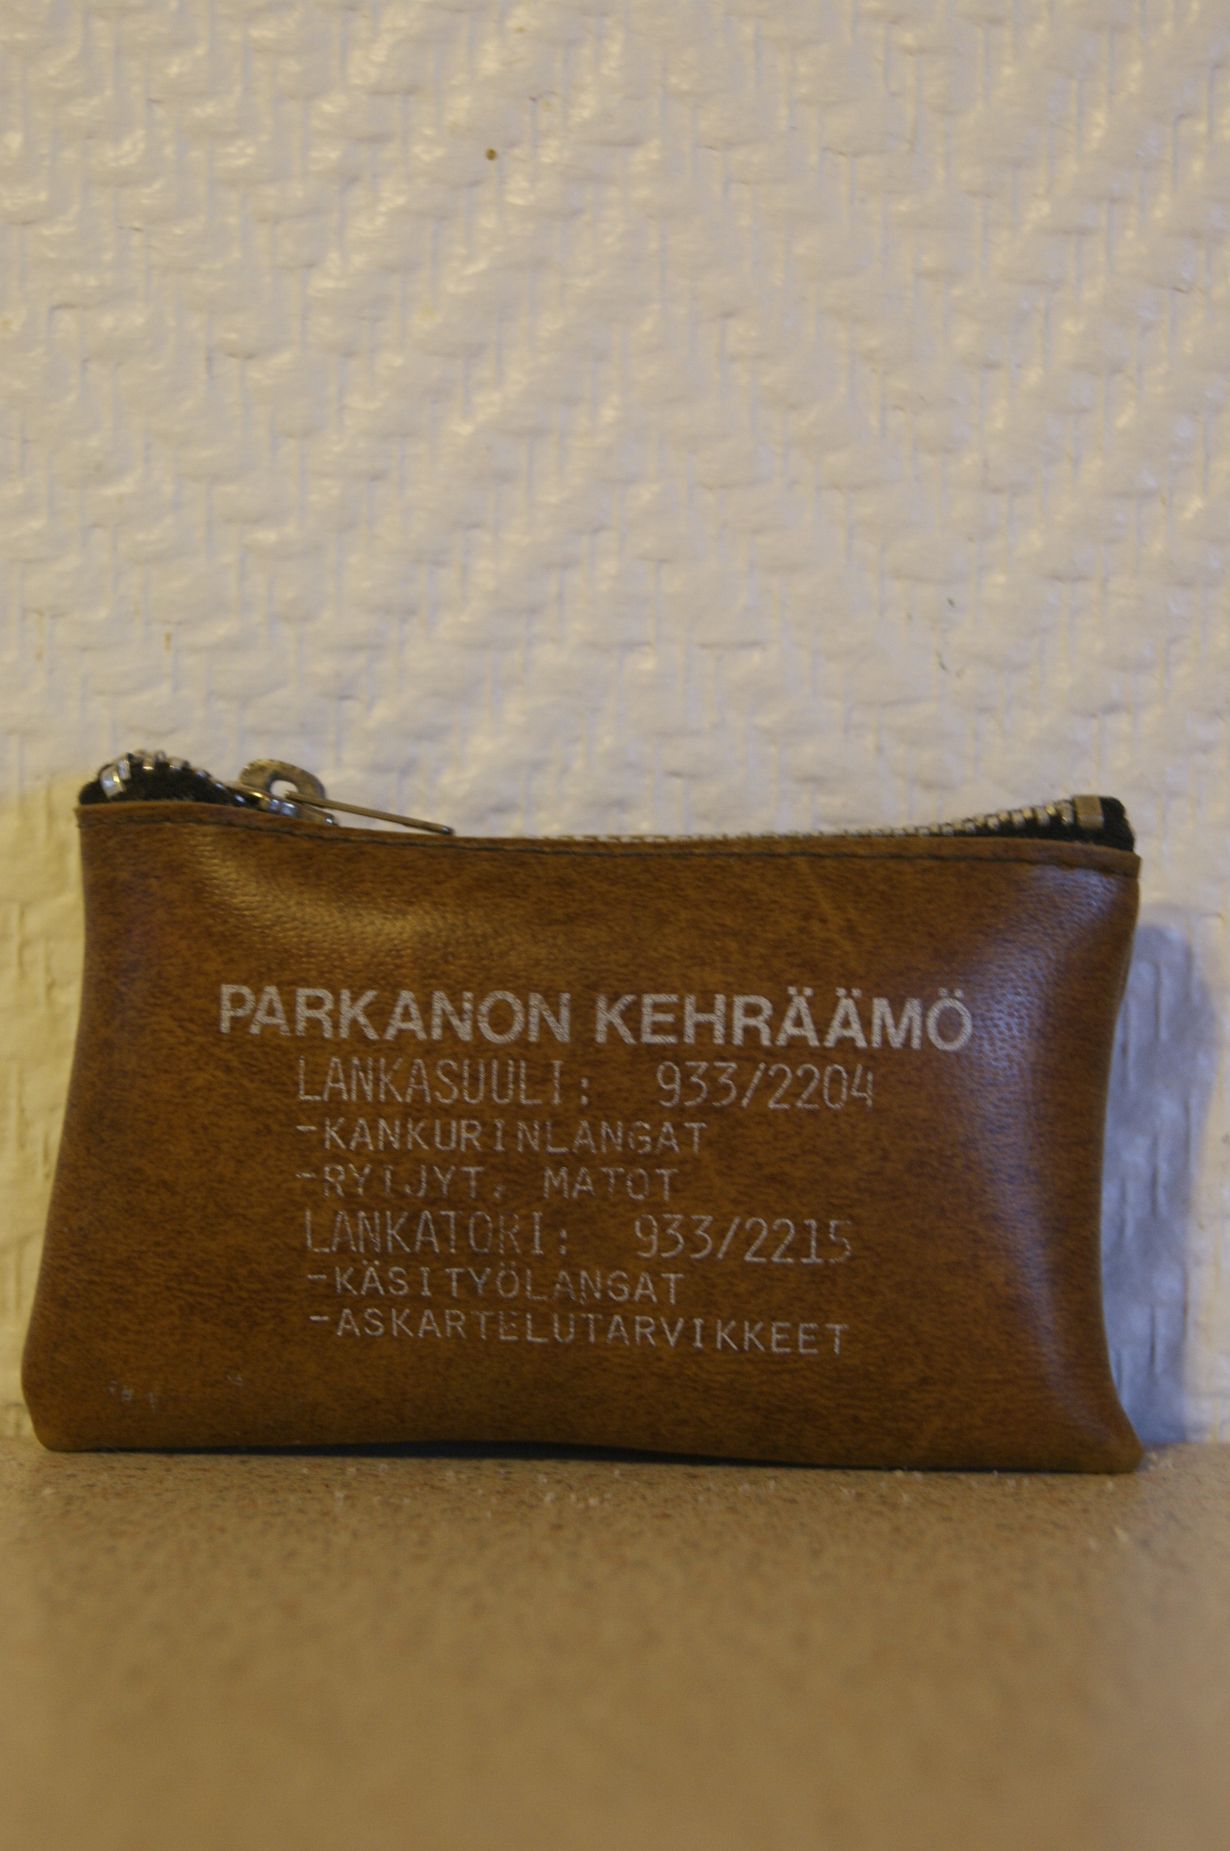 PARKANON KEHRÄÄMÖ
LANKASUULI: 933/2204
-KANKURINLANGAT
-RYIJYT, MATOT
LANKATORI: 933/2215
-KÄSITYÖLANGAT
-ASKARTELUTARVIKKEET